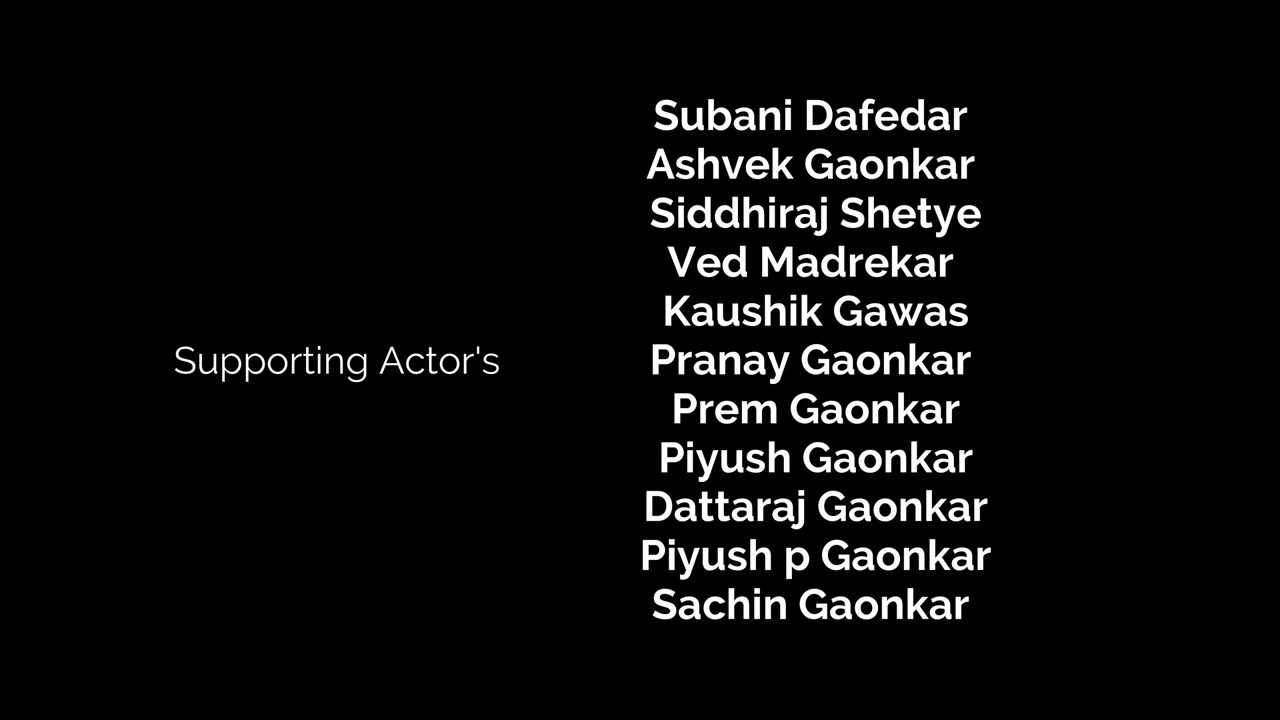 Supporting Actor's
Subani Dafedar
Ashvek Gaonkar
Siddhiraj Shetye
Ved Madrekar
Kaushik Gawas
Pranay Gaonkar
Prem Gaonkar
Piyush Gaonkar
Dattaraj Gaonkar
Piyush p Gaonkar
Sachin Gaonkar